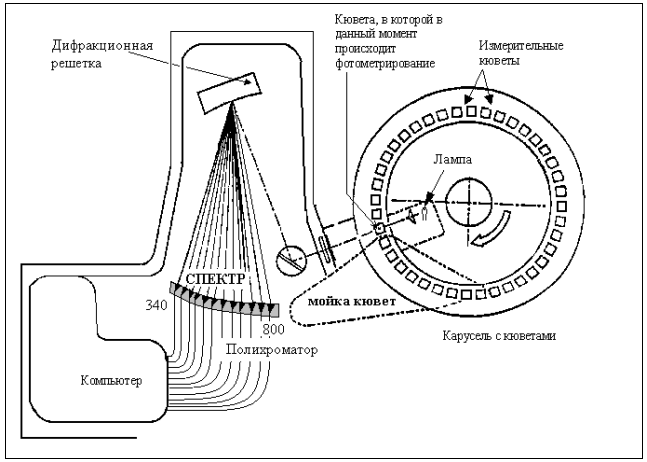 Кювета, в которой в
данный момент
происходит
фотометрирование
Дифракционная
решетка
Измерительные
кюветы
Лампа
СПЕКТР
340
мойка кювет
800
Карусель с кюветами
Полихроматор
Компьютер